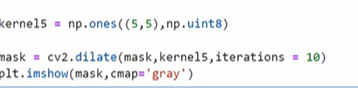 kernel5 = np.ones((5,5),np.uint8)
mask = cv2.dilate(mask,kernel5,iterations = 10)
plt.imshow(mask,cmap='gray')